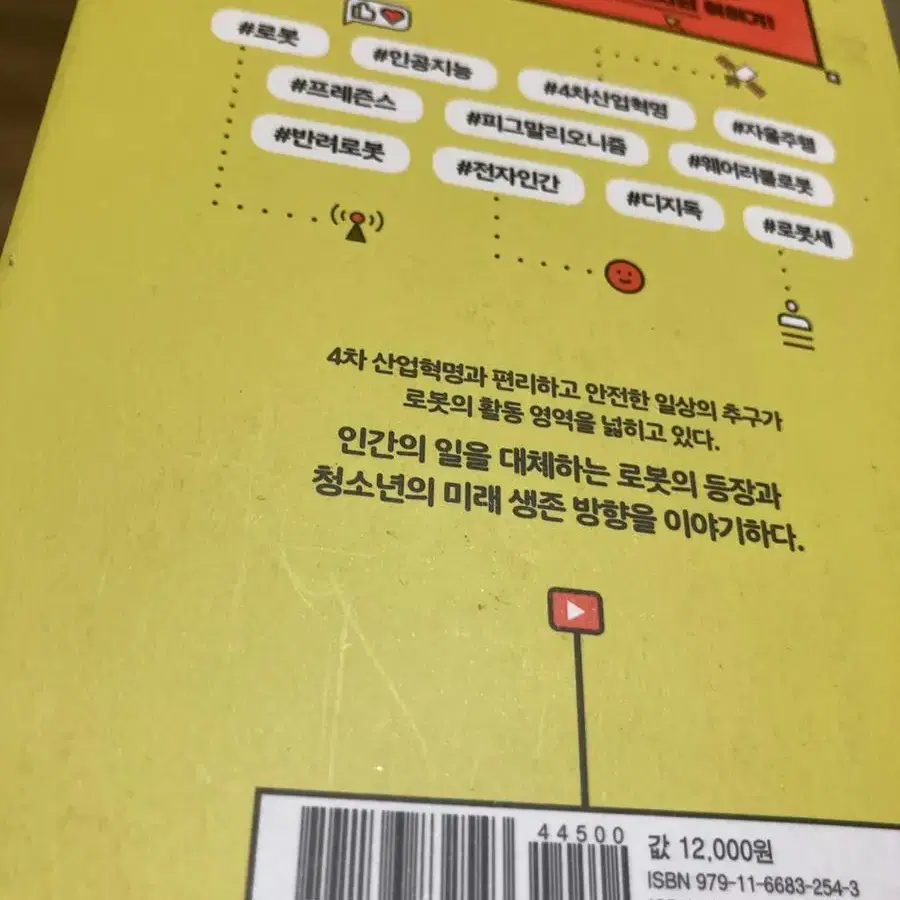 이야기!
#로봇
#인공지능
#4차산업혁명
#자율주행
#프레즌스
#피그말리오니즘
#웨어러블로봇
#반려로봇
#전자인간
#디지독
#로봇세
4차 산업혁명과 편리하고 안전한 일상의 추구가
로봇의 활동 영역을 넓히고 있다.
인간의 일을 대체하는 로봇의 등장과
청소년의 미래 생존 방향을 이야기하다.
44500
값 12,000원
ISBN 979-11-6683-254-3